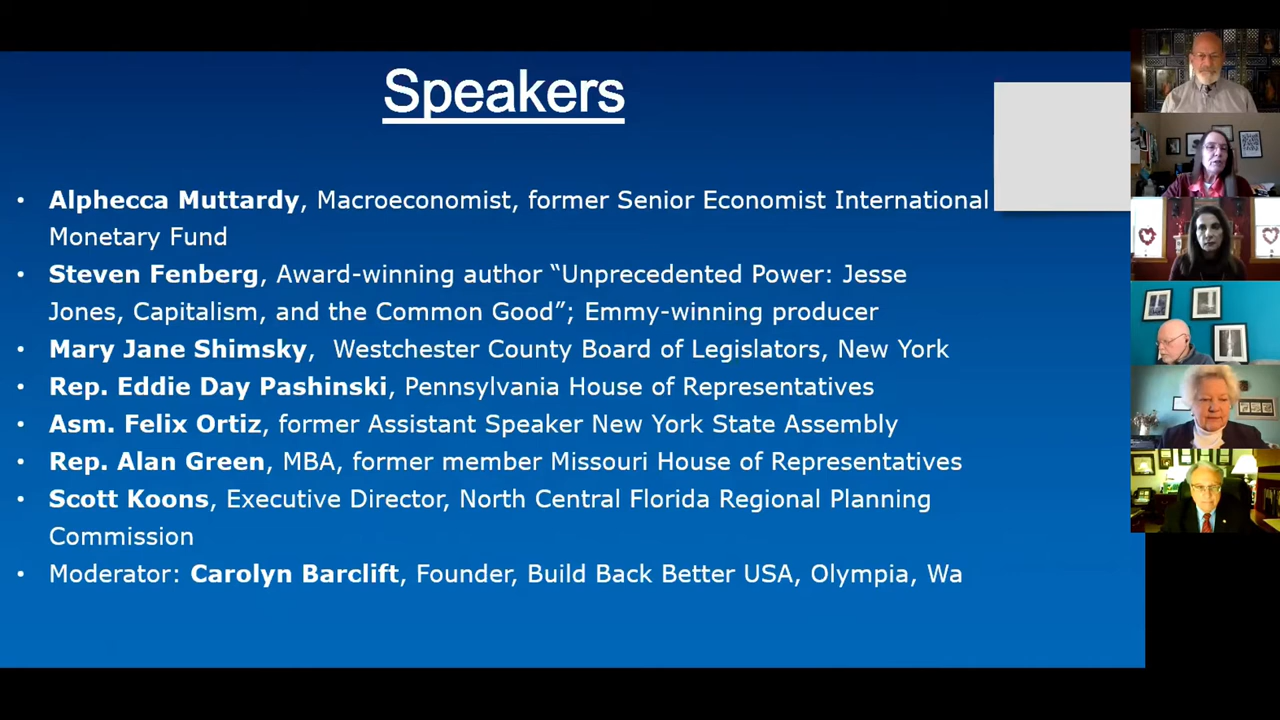 Speakers
• Alphecca Muttardy, Macroeconomist, former Senior Economist International
Monetary Fund
• Steven Fenberg, Award-winning author “Unprecedented Power: Jesse
Jones, Capitalism, and the Common Good”; Emmy-winning producer
• Mary Jane Shimsky, Westchester County Board of Legislators, New York
• Rep. Eddie Day Pashinski, Pennsylvania House of Representatives
• Asm. Felix Ortiz, former Assistant Speaker New York State Assembly
• Rep. Alan Green, MBA, former member Missouri House of Representatives
• Scott Koons, Executive Director, North Central Florida Regional Planning
Commission
• Moderator: Carolyn Barclift, Founder, Build Back Better USA, Olympia, Wa